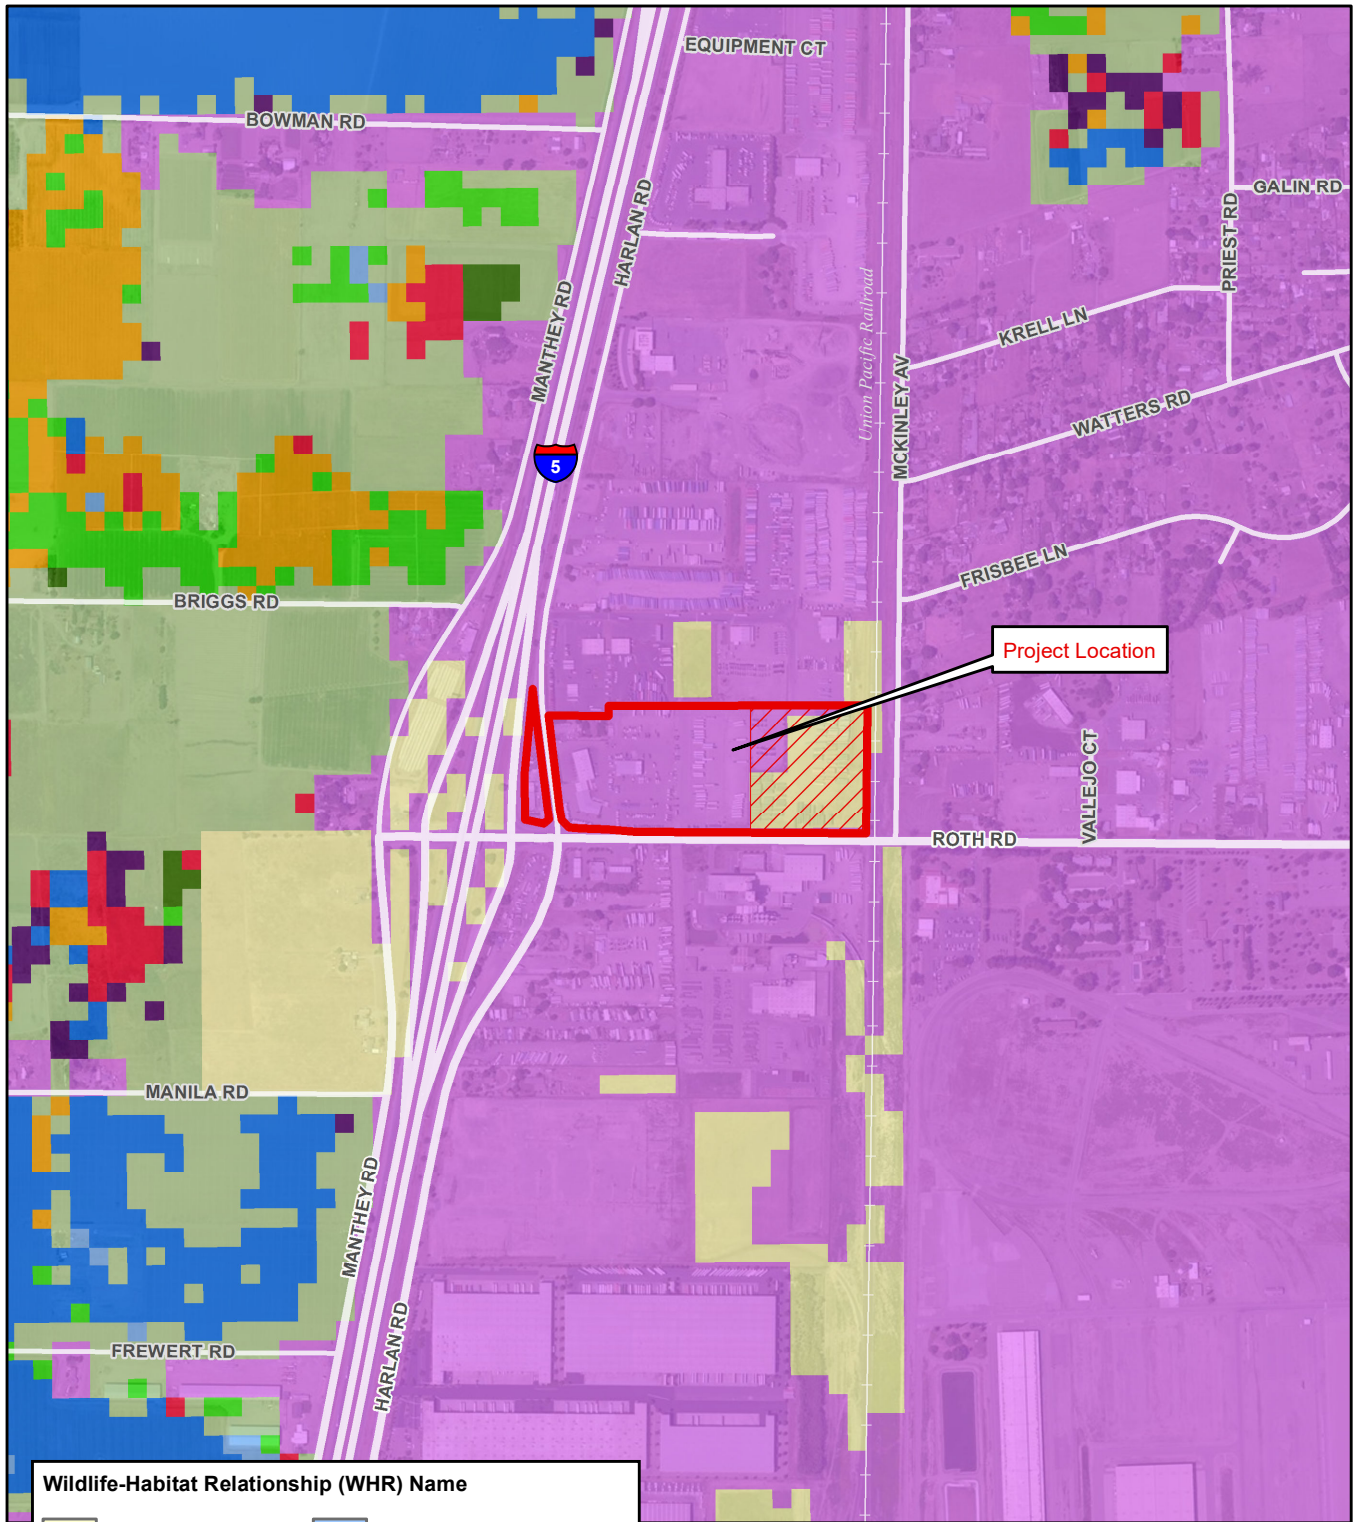 EQUIPMENT CT
BOWMAN RD
HARLAN RD
GALIN RD
PRIEST RD
MANTHEY RD
Union Pacific Railroad
KRELL LN
MCKINLEY AV
WATTERS RD
5
FRISBEE LN
BRIGGS RD
Project Location
VALLEJO CT
ROTH RD
MANILA RD
MANTHEY RD
HARLAN RD
FREWERT RD
Wildlife-Habitat Relationship (WHR) Name